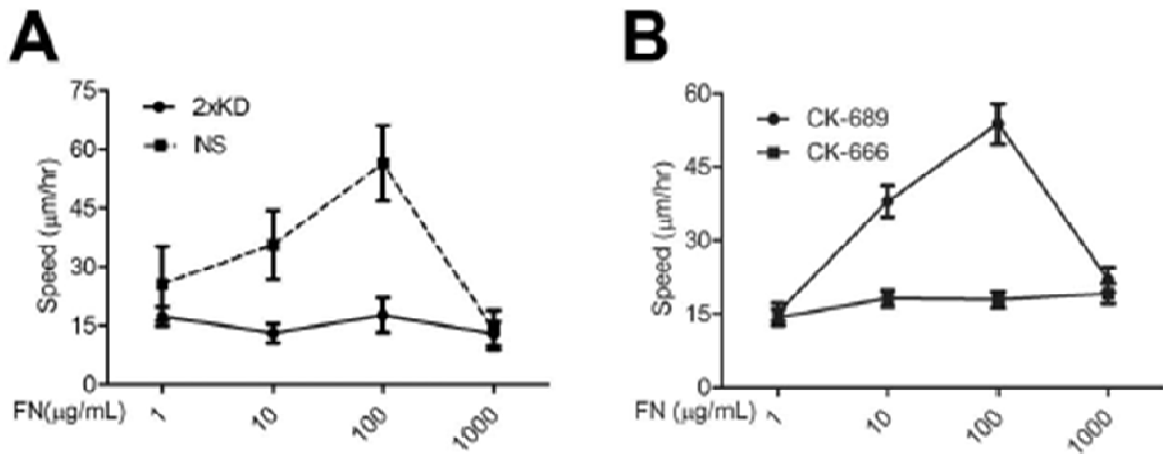 A
75
60
45
30
15
0
Speed (μm/hr)
2xKD
NS
FN(μg/mL)
1
10
100
1000
B
60
45
30
15
0
Speed (μm/hr)
CK-689
CK-666
FN (μg/mL)
1
10
100
1000